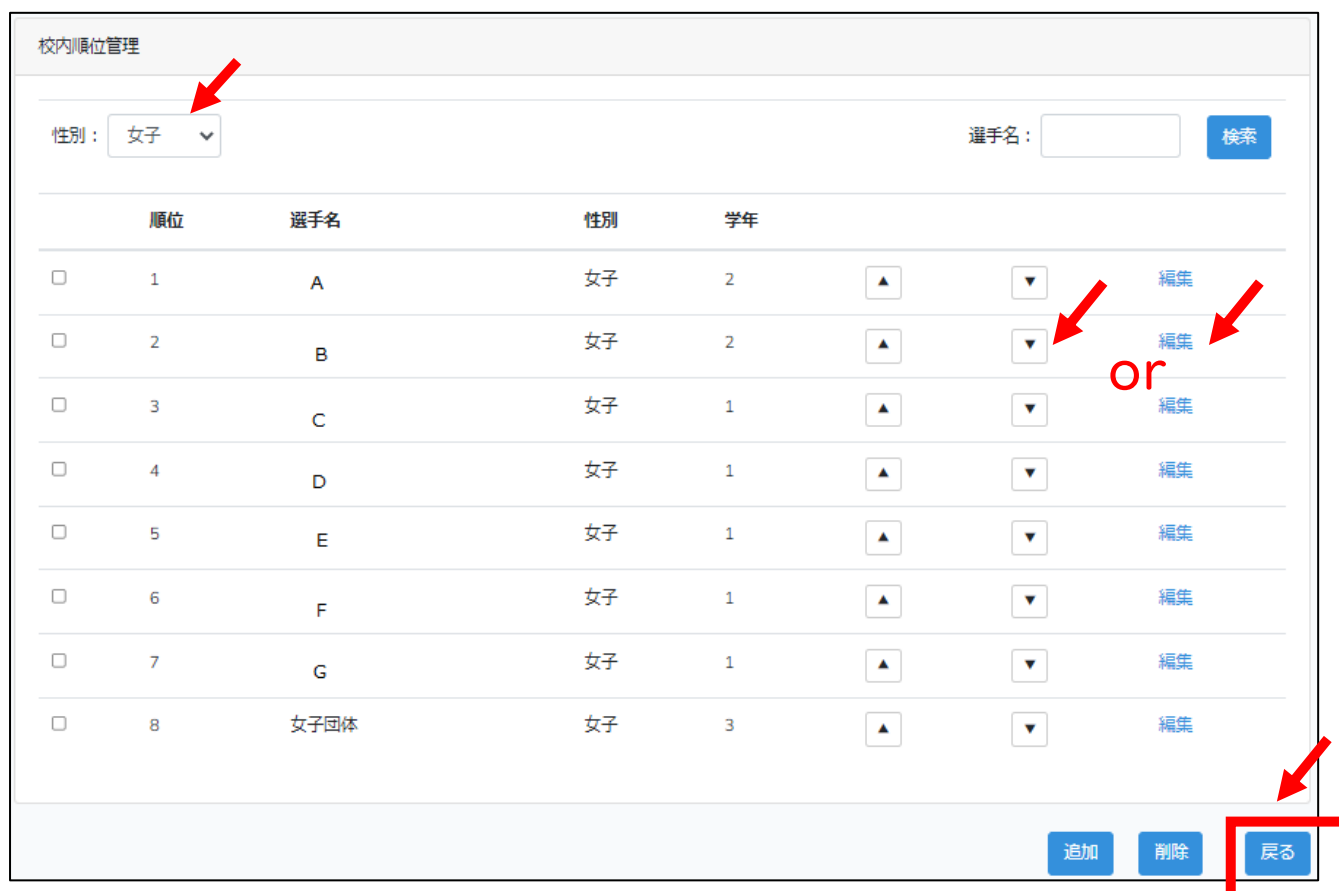 校内順位管理
性別： 女子 選手名： 検索
順位 選手名 性別 学年
1 A 女子 2 ▲ ▼ 編集
2 B 女子 2 ▲ ▼ 編集
or
3 C 女子 1 ▲ ▼ 編集
4 D 女子 1 ▲ ▼ 編集
5 E 女子 1 ▲ ▼ 編集
6 F 女子 1 ▲ ▼ 編集
7 G 女子 1 ▲ ▼ 編集
8 女子団体 女子 3 ▲ ▼ 編集
追加 削除 戻る